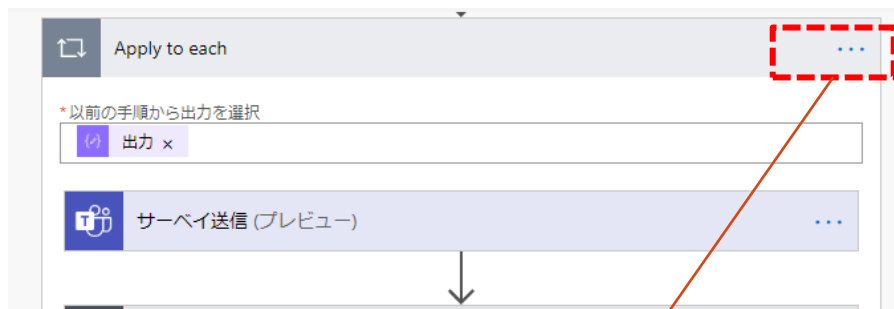 Apply to each
*以前の手順から出力を選択
出力 ×
サーベイ送信 (プレビュー)